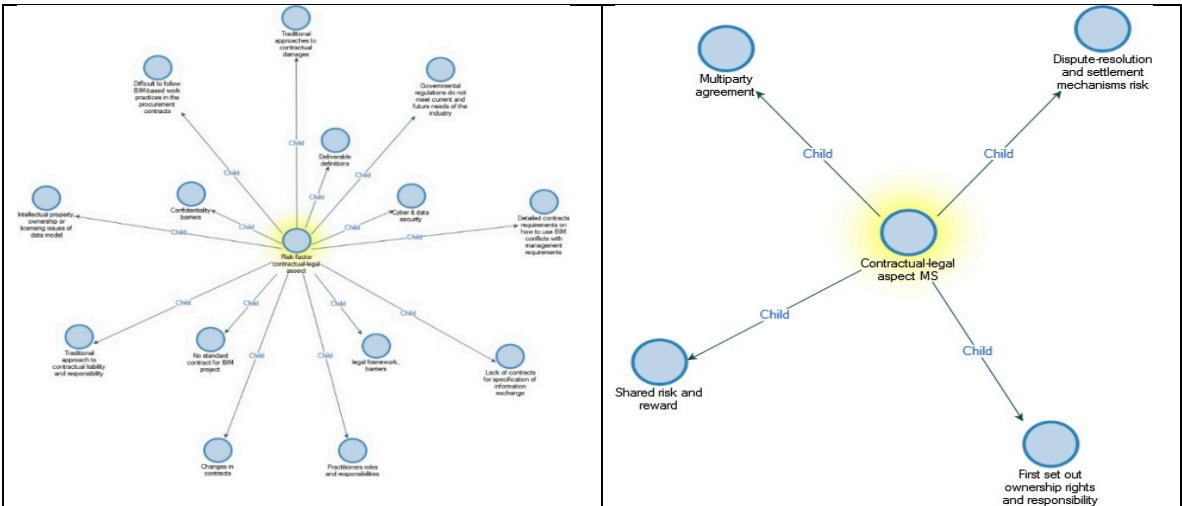 Traditional
approaches to
contractual
damages
Difficult to follow
BIM-based work
practices in the
procurement
contracts
Governmental
regulations do not
meet current and
future needs of the
industry
Child
Deliverable
definitions
Child
Child
Child
Intellectual property
ownership or
licensing issues of
data model
Confidentiality
barriers
Cyber & data
security
Detailed contracts
requirements on
how to use BIM
conflicts with
management
requirements
Child
Child
Child
Child
Risk factor
contractual-legal
aspect
Child
Child
Child
Child
Traditional
approach to
contractual liability
and responsibility
No standard
contract for BIM
project
legal framework,
barriers
Lack of contracts
for specification of
information
exchange
Child
Child
Changes in
contracts
Practitioners roles
and responsibilities
Multiparty
agreement
Dispute-resolution
and settlement
mechanisms risk
Child
Child
Contractual-legal
aspect MS
Child
Child
Shared risk and
reward
First set out
ownership rights
and responsibility